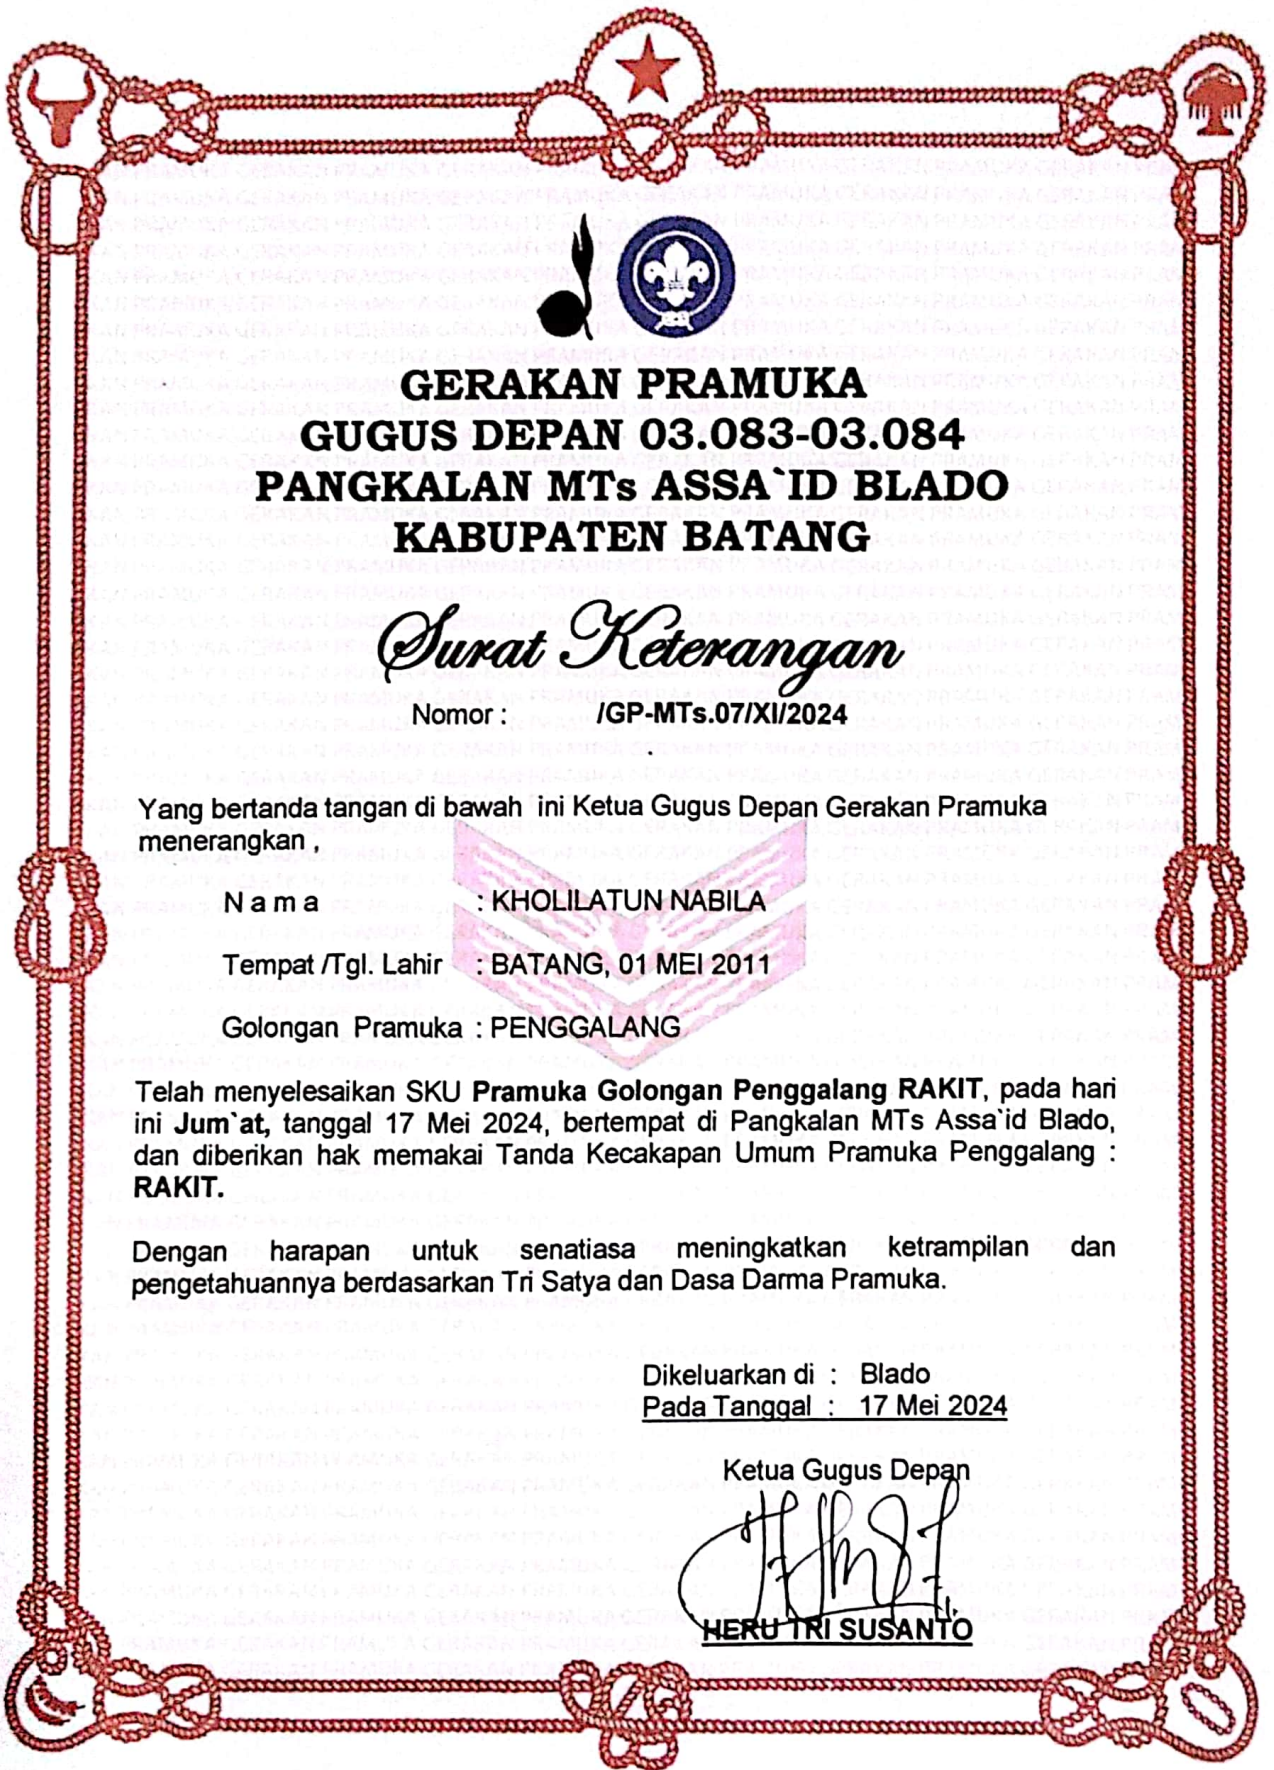 GERAKAN PRAMUKA
GUGUS DEPAN 03.083-03.084
PANGKALAN MTs ASSA`ID BLADO
KABUPATEN BATANG
Surat Keterangan
Nomor : /GP-MTs.07/XI/2024
Yang bertanda tangan di bawah ini Ketua Gugus Depan Gerakan Pramuka
menerangkan ,
N a m a : KHOLILATUN NABILA
Tempat /Tgl. Lahir : BATANG, 01 MEI 2011
Golongan Pramuka : PENGGALANG
Telah menyelesaikan SKU Pramuka Golongan Penggalang RAKIT, pada hari
ini Jum`at, tanggal 17 Mei 2024, bertempat di Pangkalan MTs Assa`id Blado,
dan diberikan hak memakai Tanda Kecakapan Umum Pramuka Penggalang :
RAKIT.
Dengan harapan untuk senatiasa meningkatkan ketrampilan dan
pengetahuannya berdasarkan Tri Satya dan Dasa Darma Pramuka.
Dikeluarkan di : Blado
Pada Tanggal : 17 Mei 2024
Ketua Gugus Depan
HERU TRI SUSANTO